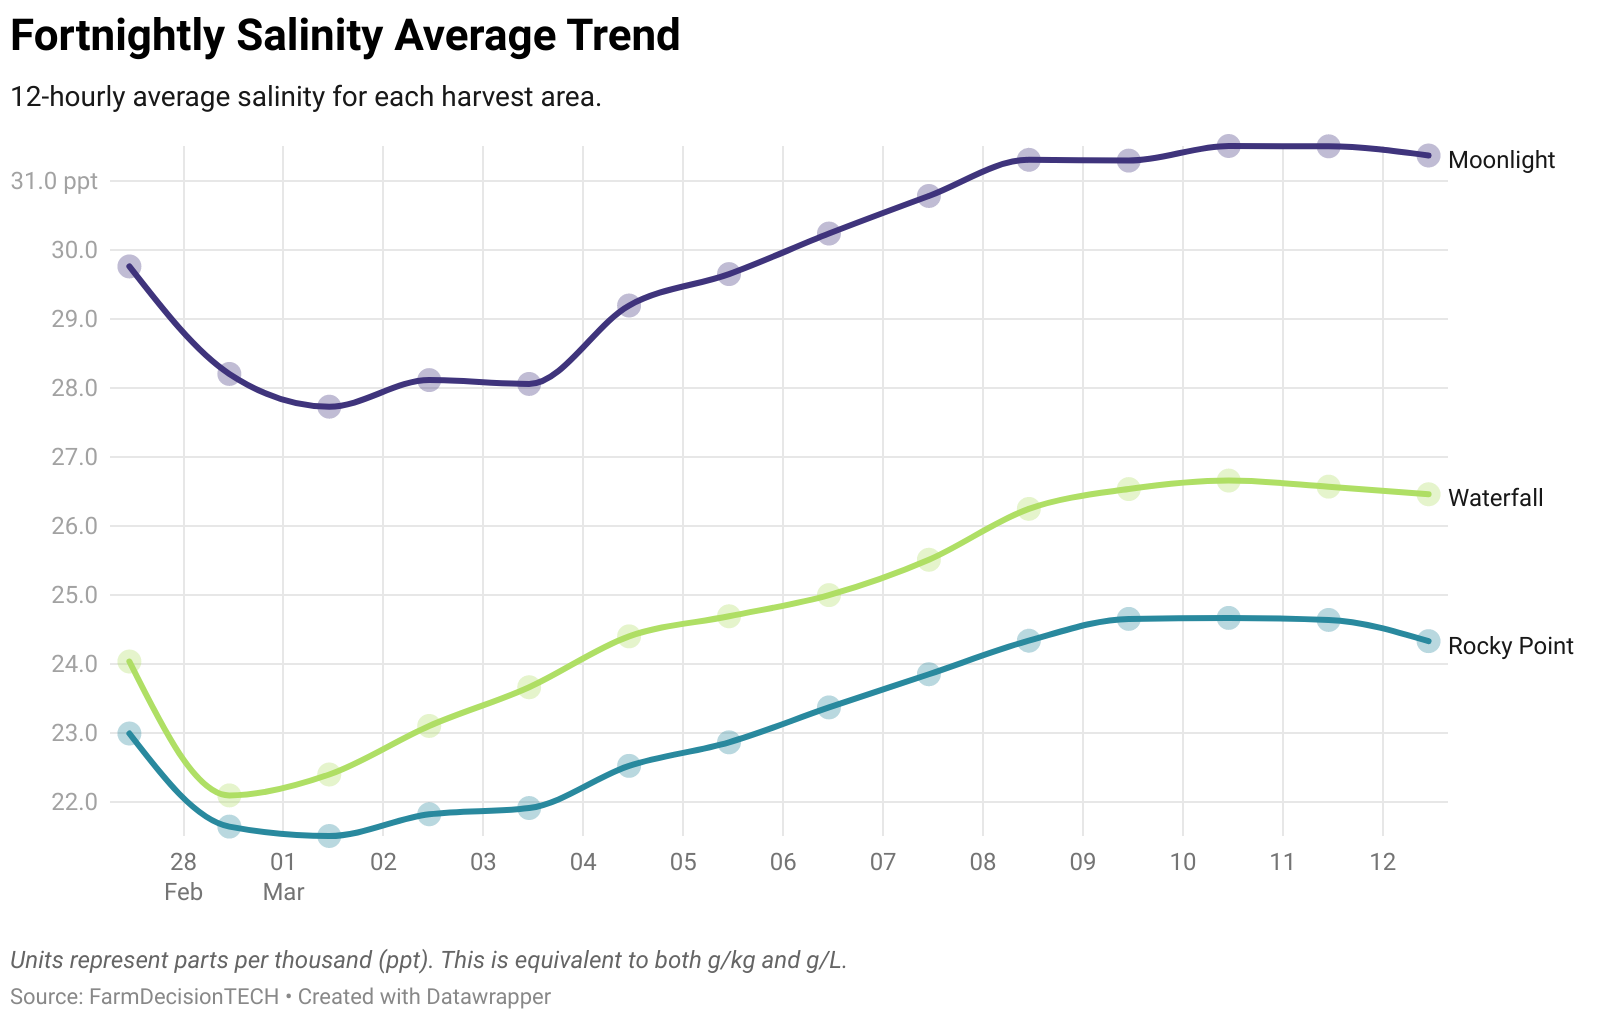 Fortnightly Salinity Average Trend
12-hourly average salinity for each harvest area.
31.0 ppt
30.0
29.0
28.0
27.0
26.0
25.0
24.0
23.0
22.0
Moonlight
Waterfall
Rocky Point
28 01 02 03 04 05 06 07 08 09 10 11 12
Feb Mar
Units represent parts per thousand (ppt). This is equivalent to both g/kg and g/L.
Source: FarmDecisionTECH • Created with Datawrapper